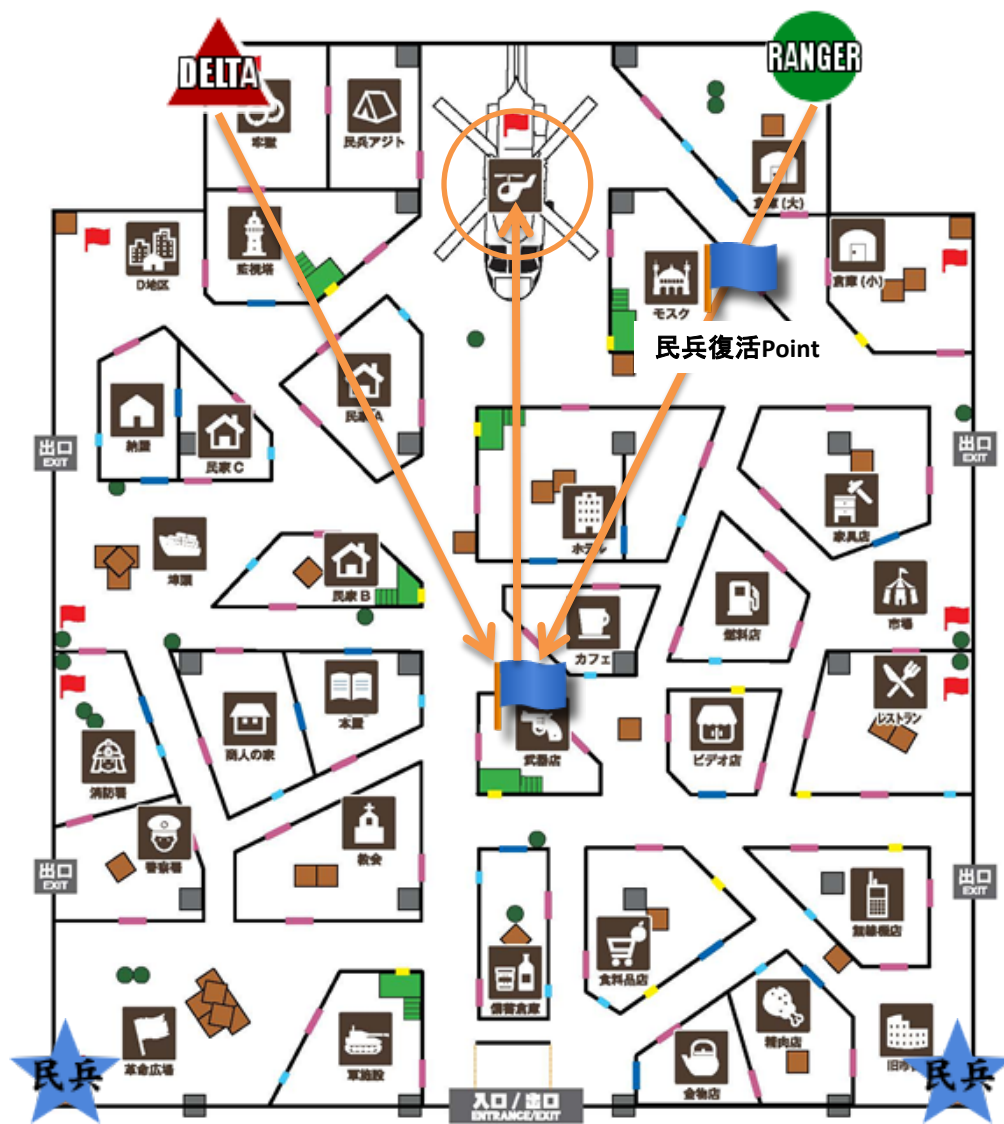 DELTA
RANGER
牢獄
民兵アジト
倉庫(大)
監視塔
D地区
モスク
倉庫(小)
民兵復活Point
民家A
納屋
民家C
出口
EXIT
出口
EXIT
ホテル
家具店
埠頭
民家B
燃料店
市場
カフェ
商人の家
本屋
武器店
ビデオ店
レストラン
消防署
警察署
教会
出口
EXIT
出口
EXIT
無線機店
食料品店
備蓄倉庫
精肉店
革命広場
軍施設
金物店
旧市
民兵
民兵
入口/出口
ENTRANCE/EXIT